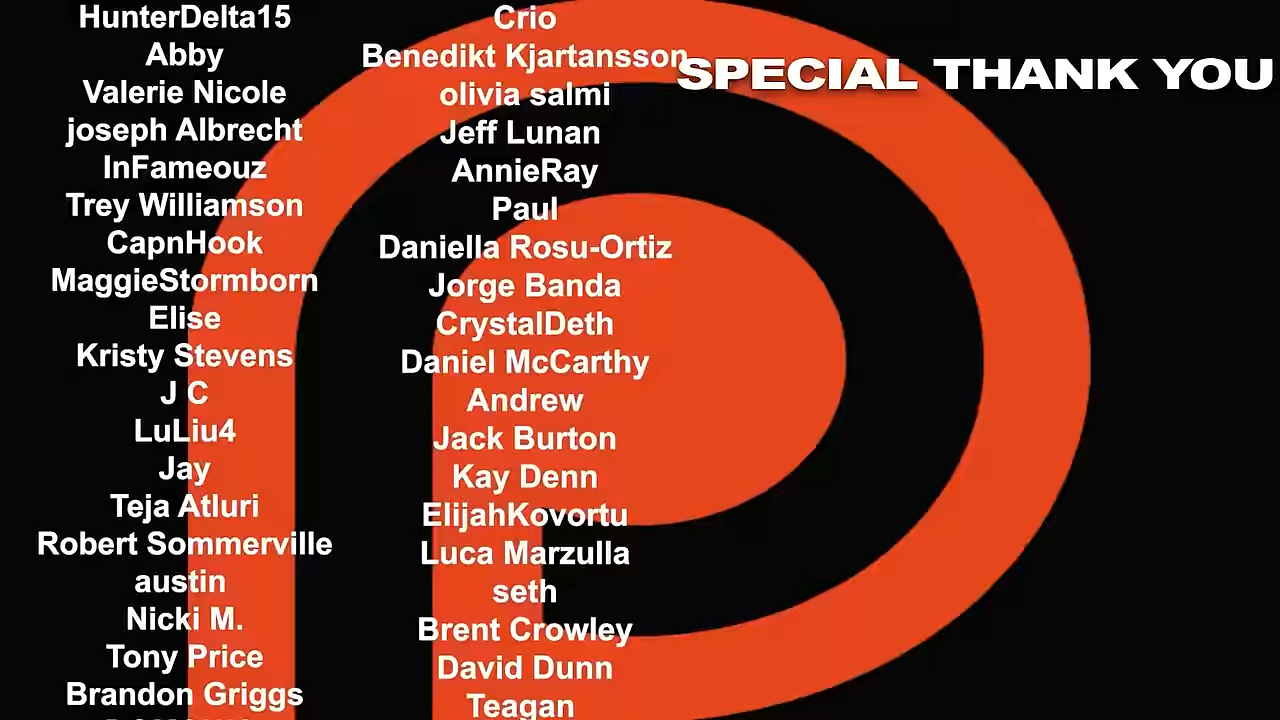 HunterDelta15
Abby
Valerie Nicole
joseph Albrecht
InFameouz
Trey Williamson
CapnHook
MaggieStormborn
Elise
Kristy Stevens
J C
LuLiu4
Jay
Teja Atluri
Robert Sommerville
austin
Nicki M.
Tony Price
Brandon Griggs
Crio
Benedikt Kjartansson
olivia salmi
Jeff Lunan
AnnieRay
Paul
Daniella Rosu-Ortiz
Jorge Banda
CrystalDeth
Daniel McCarthy
Andrew
Jack Burton
Kay Denn
ElijahKovortu
Luca Marzulla
seth
Brent Crowley
David Dunn
Teagan
SPECIAL THANK YOU